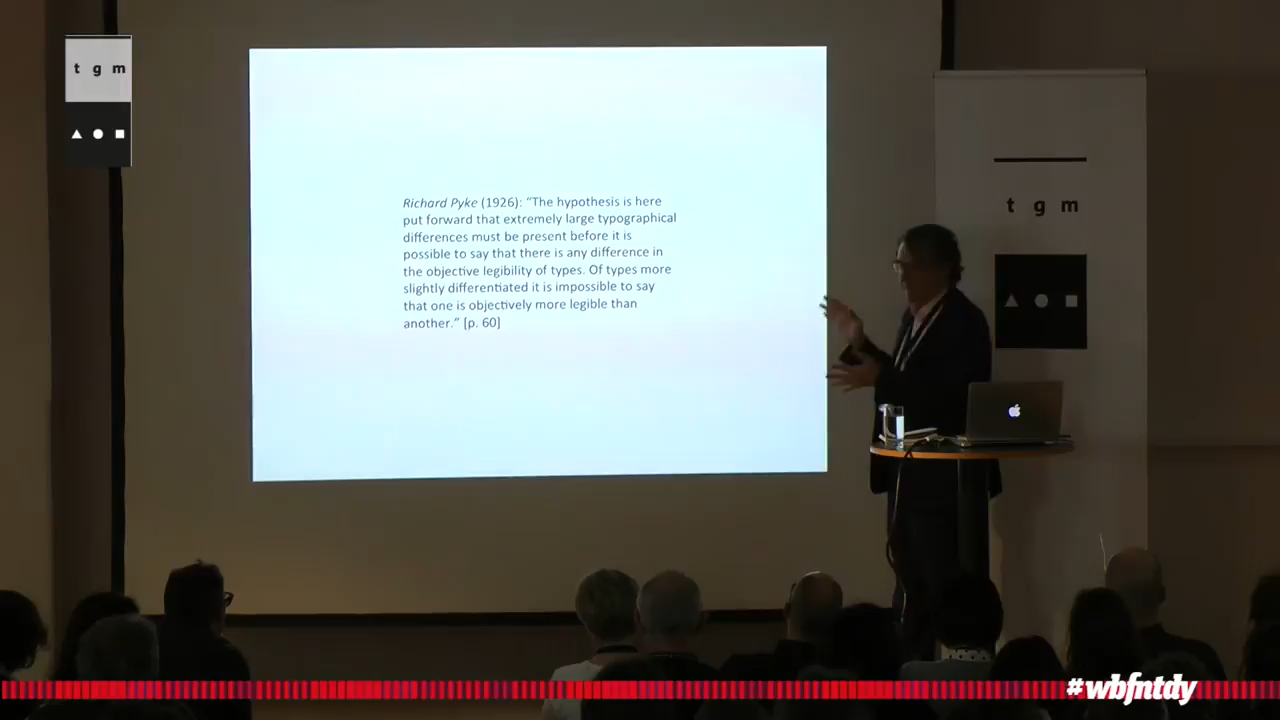 t g m
Richard Pyke (1926): “The hypothesis is here
put forward that extremely large typographical
differences must be present before it is
possible to say that there is any difference in
the objective legibility of types. Of types more
slightly differentiated it is impossible to say
that one is objectively more legible than
another.” [p. 60]
t g m
#wbfntdy